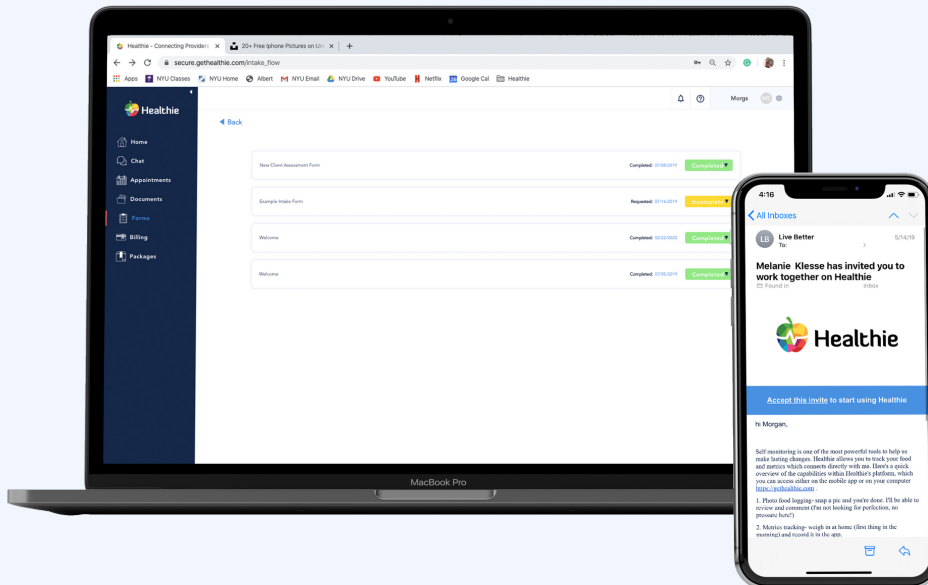 Healthie - Connecting Providers
20+ Free Iphone Pictures on Un
secure.gethealthie.com/intake_flow
Apps
NYU Classes
NYU Home
Albert
NYU Email
NYU Drive
YouTube
Netflix
Google Cal
Healthie
Healthie
Morgs
Back
Home
Chat
Appointments
Documents
Forms
Billing
Packages
New Client Assessment Form
Completed: 07/08/2019
Completed
Example Intake Form
Requested: 07/16/2019
Incomplete
Welcome
Completed: 02/22/2020
Completed
Welcome
Completed: 07/05/2019
Completed
MacBook Pro
4:16
All Inboxes
LB
Live Better
5/14/19
To:
Melanie Klesse has invited you to
work together on Healthie
Found in
Inbox
Healthie
Accept this invite to start using Healthie
hi Morgan,
Self monitoring is one of the most powerful tools to help us
make lasting changes. Healthie allows you to track your food
and metrics which connects directly with me. Here's a quick
overview of the capabilities within Healthie's platform, which
you can access either on the mobile app or on your computer
https://gethealthie.com .
1. Photo food logging- snap a pic and you're done. I'll be able to
review and comment (I'm not looking for perfection, no
pressure here!)
2. Metrics tracking- weigh in at home (first thing in the
morning) and record it in the app.